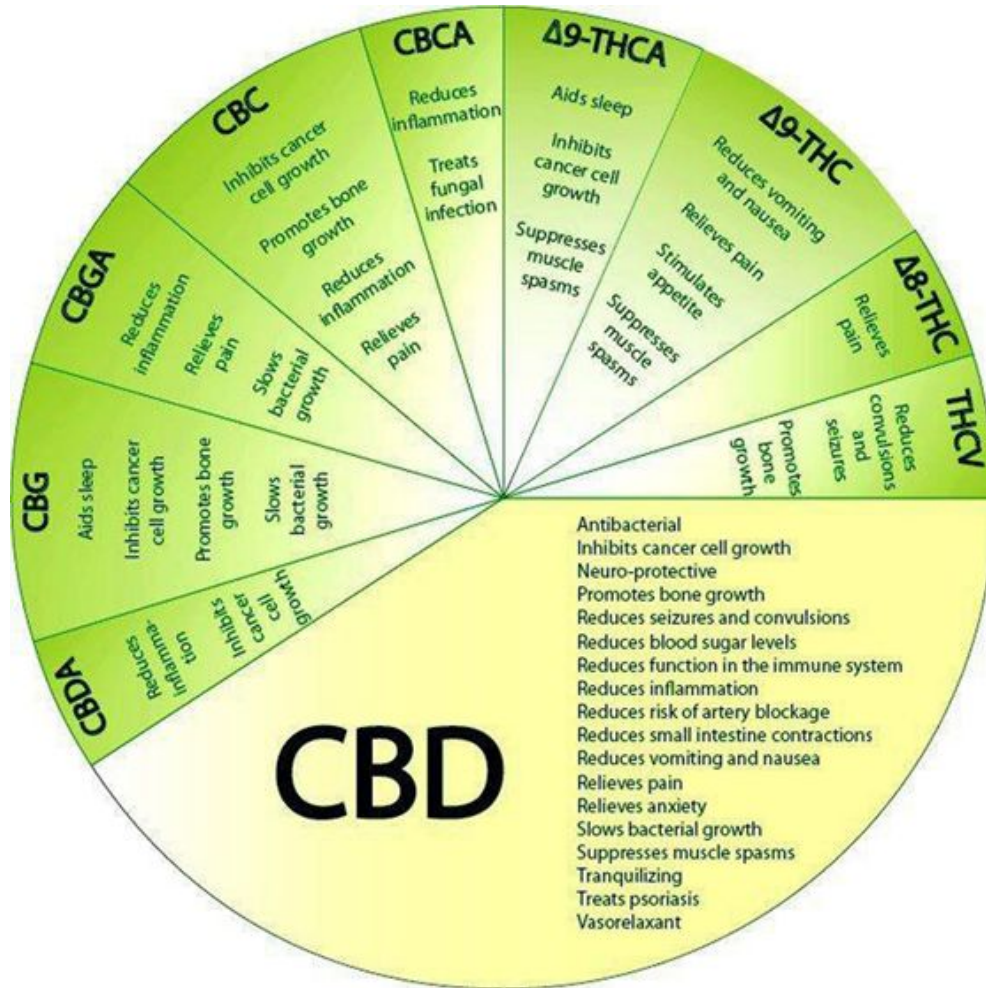 CBCA
Reduces
inflammation
Treats
fungal
infection
Δ9-THCA
Aids sleep
Inhibits
cancer cell
growth
Suppresses
muscle
spasms
Δ9-THC
Reduces vomiting
and nausea
Relieves pain
Stimulates
appetite
Suppresses
muscle
spasms
Δ8-THC
Relieves
pain
THCV
Reduces
convulsions
and
seizures
Promotes
bone
growth
CBD
Antibacterial
Inhibits cancer cell growth
Neuro-protective
Promotes bone growth
Reduces seizures and convulsions
Reduces blood sugar levels
Reduces function in the immune system
Reduces inflammation
Reduces risk of artery blockage
Reduces small intestine contractions
Reduces vomiting and nausea
Relieves pain
Relieves anxiety
Slows bacterial growth
Suppresses muscle spasms
Tranquilizing
Treats psoriasis
Vasorelaxant
CBDA
Reduces
inflamma-
tion
Inhibits
cancer
cell
growth
CBG
Aids sleep
Inhibits cancer
cell growth
Promotes bone
growth
Slows
bacterial
growth
CBGA
Reduces
inflammation
Relieves
pain
Slows
bacterial
growth
CBC
Inhibits cancer
cell growth
Promotes bone
growth
Reduces
inflammation
Relieves
pain